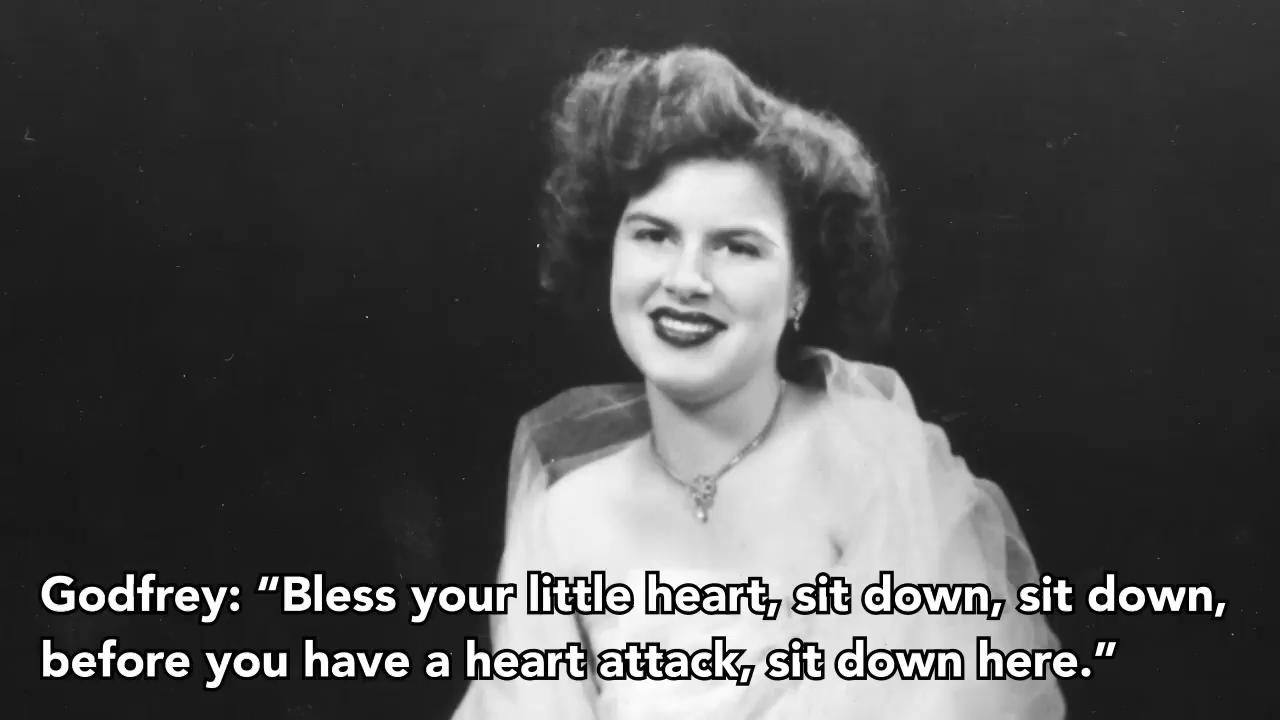 Godfrey: “Bless your little heart, sit down, sit down,
before you have a heart attack, sit down here.”